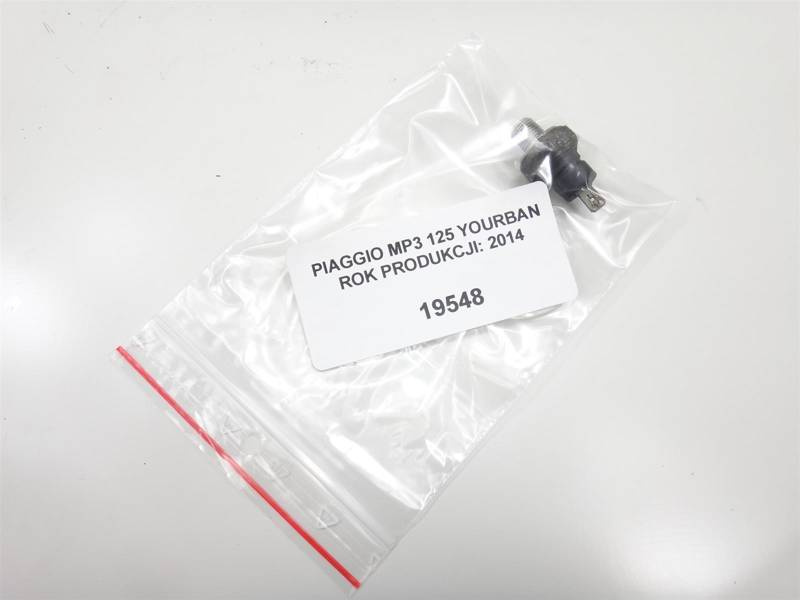 PIAGGIO MP3 125 YOURBAN
ROK PRODUKCJI: 2014
19548